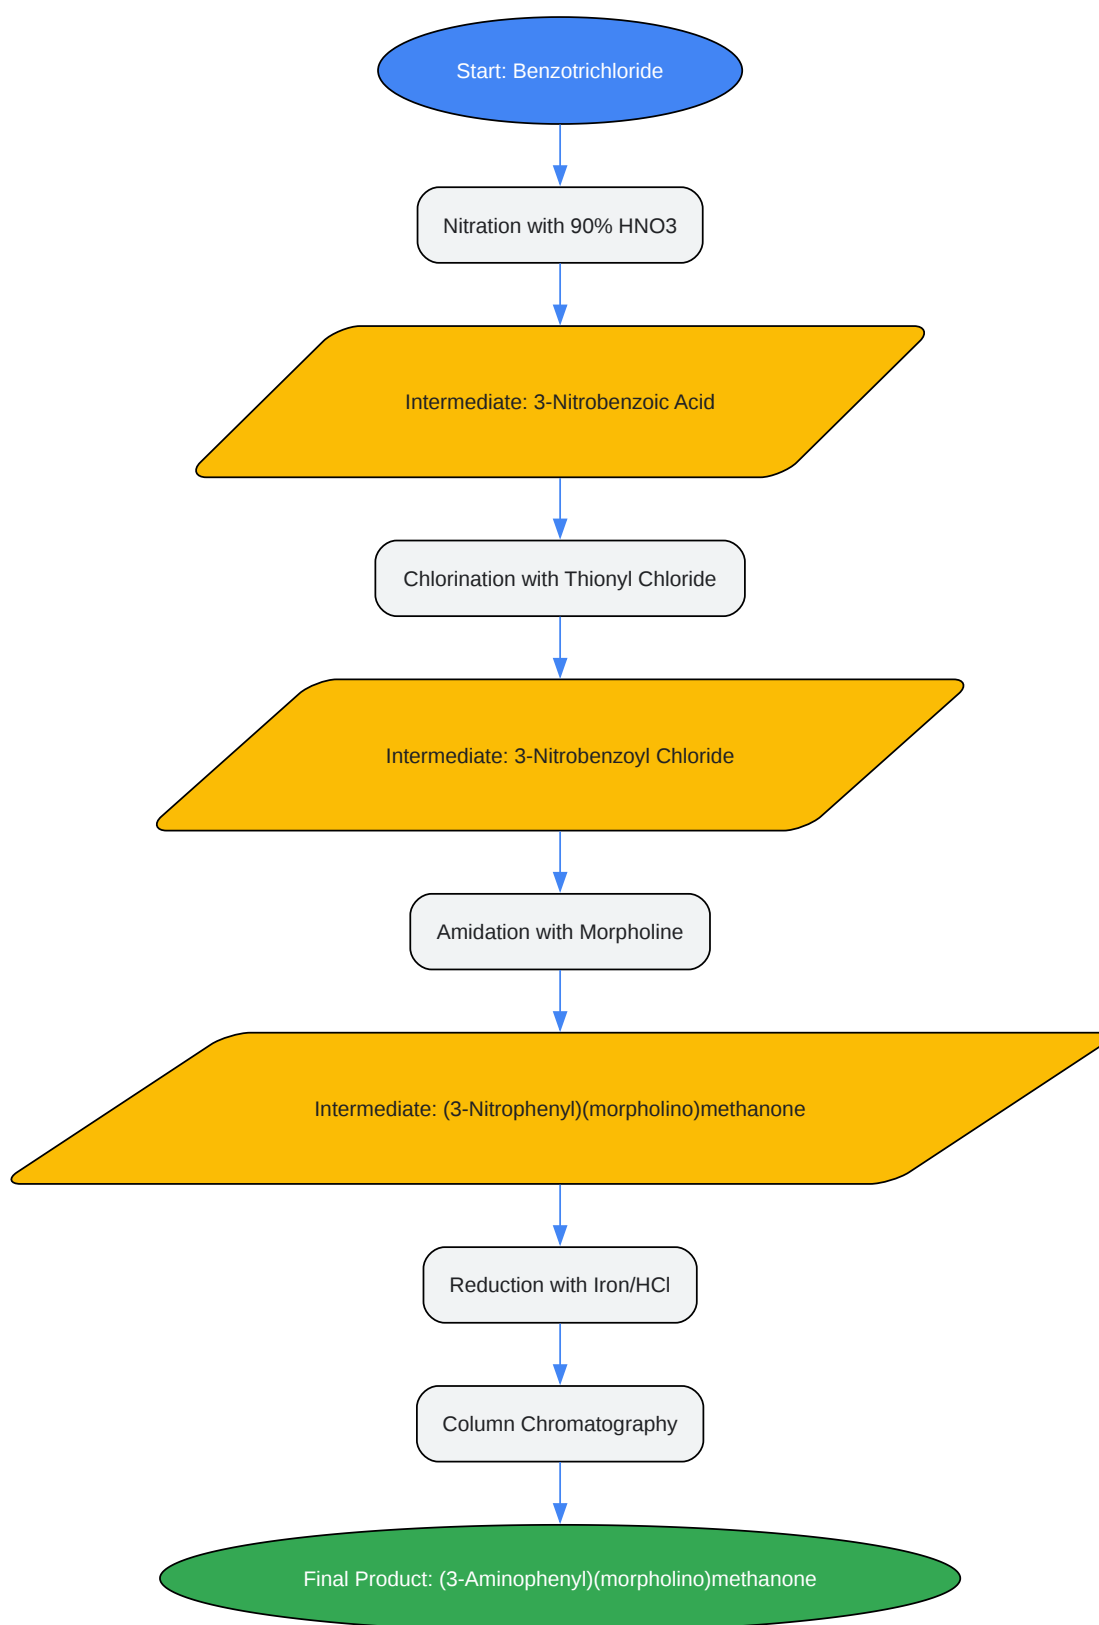 Start: Benzotrichloride
Nitration with 90% HNO3
Intermediate: 3-Nitrobenzoic Acid
Chlorination with Thionyl Chloride
Intermediate: 3-Nitrobenzoyl Chloride
Amidation with Morpholine
Intermediate: (3-Nitrophenyl)(morpholino)methanone
Reduction with Iron/HCl
Column Chromatography
Final Product: (3-Aminophenyl)(morpholino)methanone